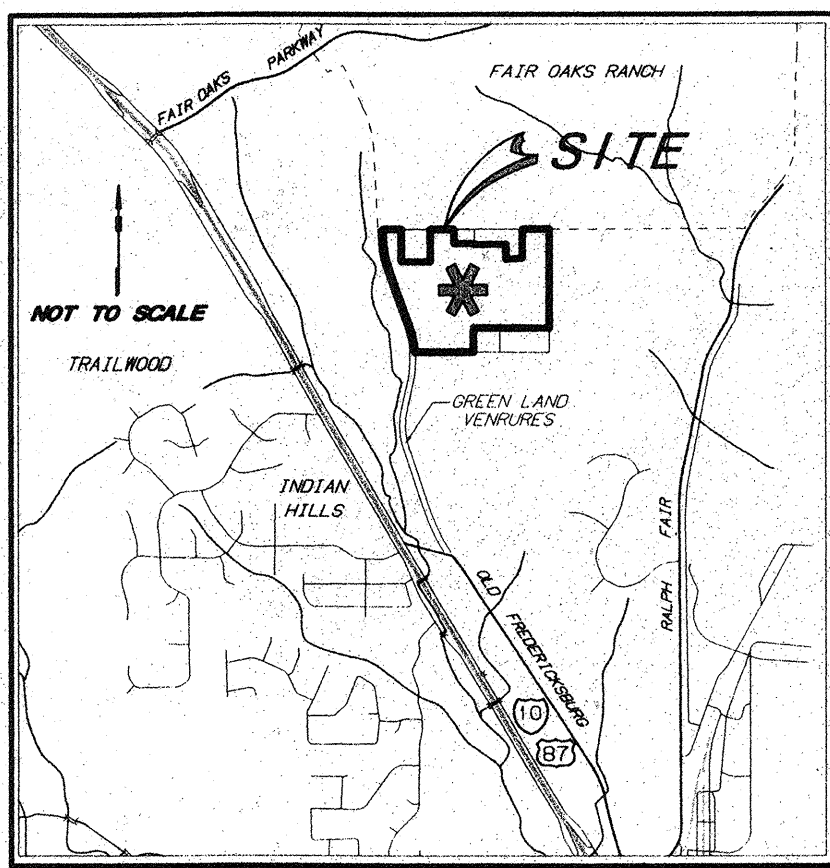 FAIR OAKS PARKWAY
FAIR OAKS RANCH
SITE
NOT TO SCALE
TRAILWOOD
GREEN LAND
VENRURES
INDIAN
HILLS
RALPH FAIR
OLD FREDERICKSBURG
10
87